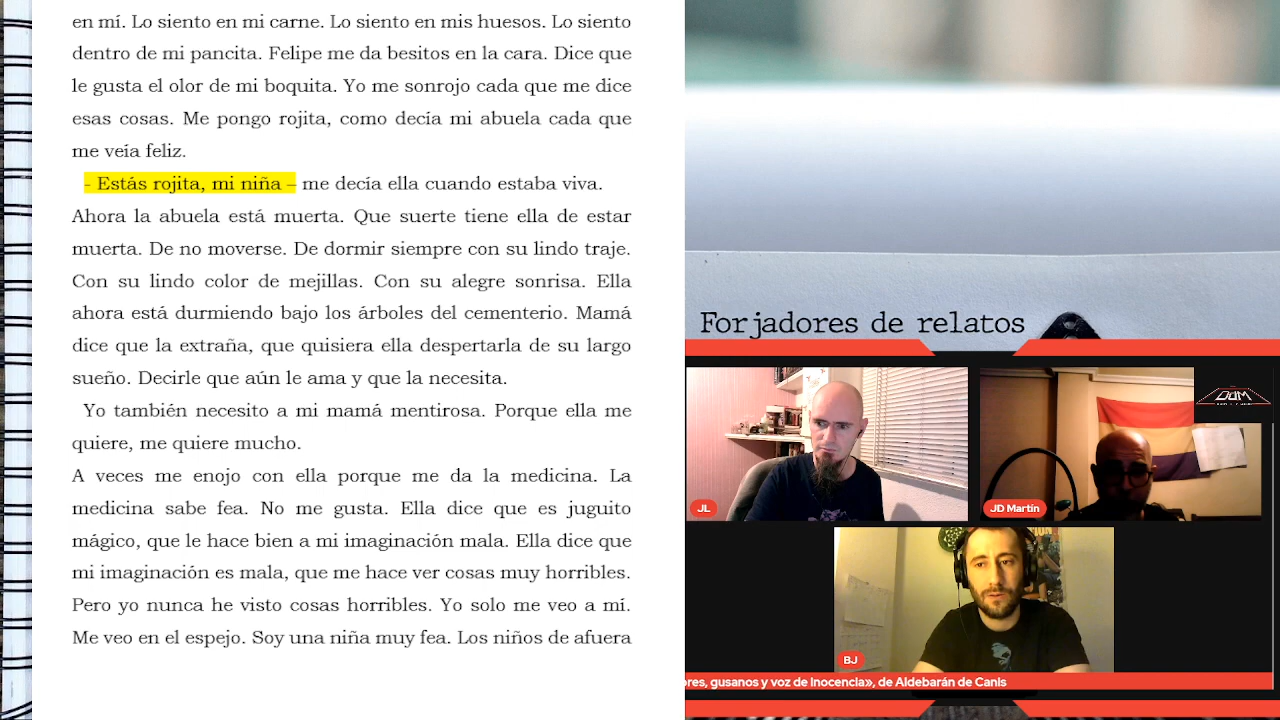 en mí. Lo siento en mi carne. Lo siento en mis huesos. Lo siento
dentro de mi pancita. Felipe me da besitos en la cara. Dice que
le gusta el olor de mi boquita. Yo me sonrojo cada que me dice
esas cosas. Me pongo rojita, como decía mi abuela cada que
me veía feliz.
- Estás rojita, mi niña – me decía ella cuando estaba viva.
Ahora la abuela está muerta. Que suerte tiene ella de estar
muerta. De no moverse. De dormir siempre con su lindo traje.
Con su lindo color de mejillas. Con su alegre sonrisa. Ella
ahora está durmiendo bajo los árboles del cementerio. Mamá
dice que la extraña, que quisiera ella despertarla de su largo
sueño. Decirle que aún le ama y que la necesita.
Yo también necesito a mi mamá mentirosa. Porque ella me
quiere, me quiere mucho.
A veces me enojo con ella porque me da la medicina. La
medicina sabe fea. No me gusta. Ella dice que es juguito
mágico, que le hace bien a mi imaginación mala. Ella dice que
mi imaginación es mala, que me hace ver cosas muy horribles.
Pero yo nunca he visto cosas horribles. Yo solo me veo a mí.
Me veo en el espejo. Soy una niña muy fea. Los niños de afuera
Forjadores de relatos
JL
JD Martín
BJ
res, gusanos y voz de inocencia», de Aldebarán de Canis